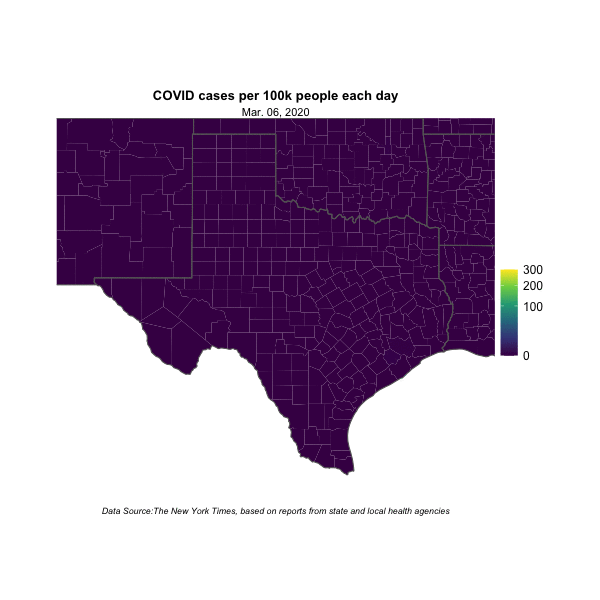 COVID cases per 100k people each day
Mar. 06, 2020
300
200
100
0
Data Source:The New York Times, based on reports from state and local health agencies